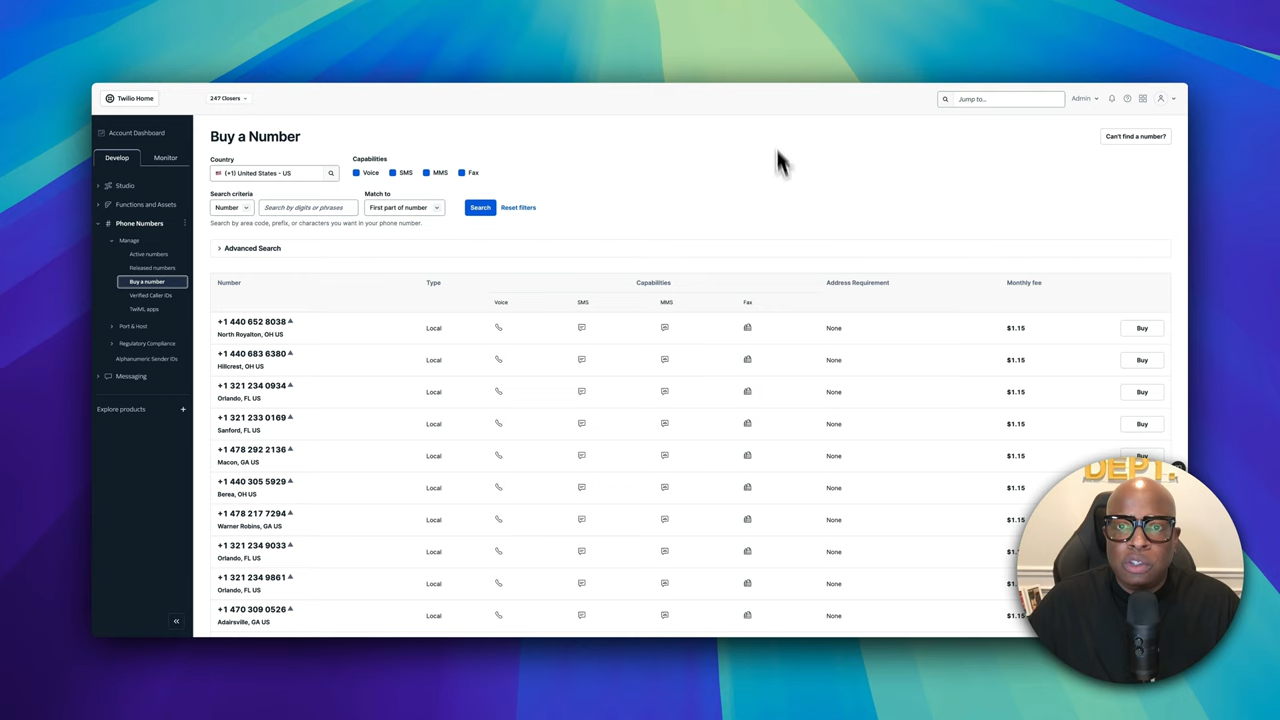 Twilio Home
247 Closers
Jump to...
Admin
Account Dashboard
Develop
Monitor
Studio
Functions and Assets
# Phone Numbers
Manage
Active numbers
Released numbers
Buy a number
Verified Caller IDs
TwiML apps
Port & Host
Regulatory Compliance
Alphanumeric Sender IDs
Messaging
Explore products +
Buy a Number
Can't find a number?
Country
Capabilities
(+1) United States - US
Voice
SMS
MMS
Fax
Search criteria
Match to
Number
Search by digits or phrases
First part of number
Search
Reset filters
Search by area code, prefix, or characters you want in your phone number.
Advanced Search
Number Type Capabilities Address Requirement Monthly fee
Voice SMS MMS Fax
+1 440 652 8038
North Royalton, OH US
Local None $1.15 Buy
+1 440 683 6380
Hillcrest, OH US
Local None $1.15 Buy
+1 321 234 0934
Orlando, FL US
Local None $1.15 Buy
+1 321 233 0169
Sanford, FL US
Local None $1.15 Buy
+1 478 292 2136
Macon, GA US
Local None $1.15 Buy
+1 440 305 5929
Berea, OH US
Local None $1.15
+1 478 217 7294
Warner Robins, GA US
Local None $1.15
+1 321 234 9033
Orlando, FL US
Local None $1.
+1 321 234 9861
Orlando, FL US
Local None $1.
+1 470 309 0526
Adairsville, GA US
Local None $1.15
DEPT.